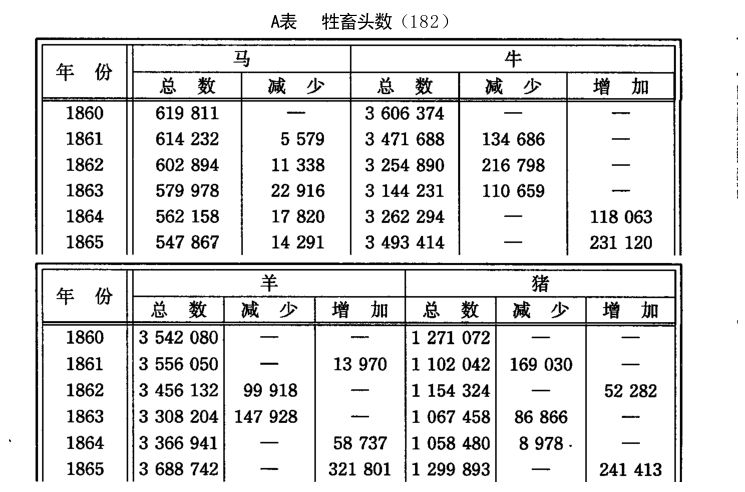 A表 牲畜头数（182）
年 份 马 牛
总 数 减 少 总 数 减 少 增 加
1860 619 811 — 3 606 374 — —
1861 614 232 5 579 3 471 688 134 686 —
1862 602 894 11 338 3 254 890 216 798 —
1863 579 978 22 916 3 144 231 110 659 —
1864 562 158 17 820 3 262 294 — 118 063
1865 547 867 14 291 3 493 414 — 231 120
年 份 羊 猪
总 数 减 少 增 加 总 数 减 少 增 加
1860 3 542 080 — — 1 271 072 — —
1861 3 556 050 — 13 970 1 102 042 169 030 —
1862 3 456 132 99 918 — 1 154 324 — 52 282
1863 3 308 204 147 928 — 1 067 458 86 866 —
1864 3 366 941 — 58 737 1 058 480 8 978 —
1865 3 688 742 — 321 801 1 299 893 — 241 413